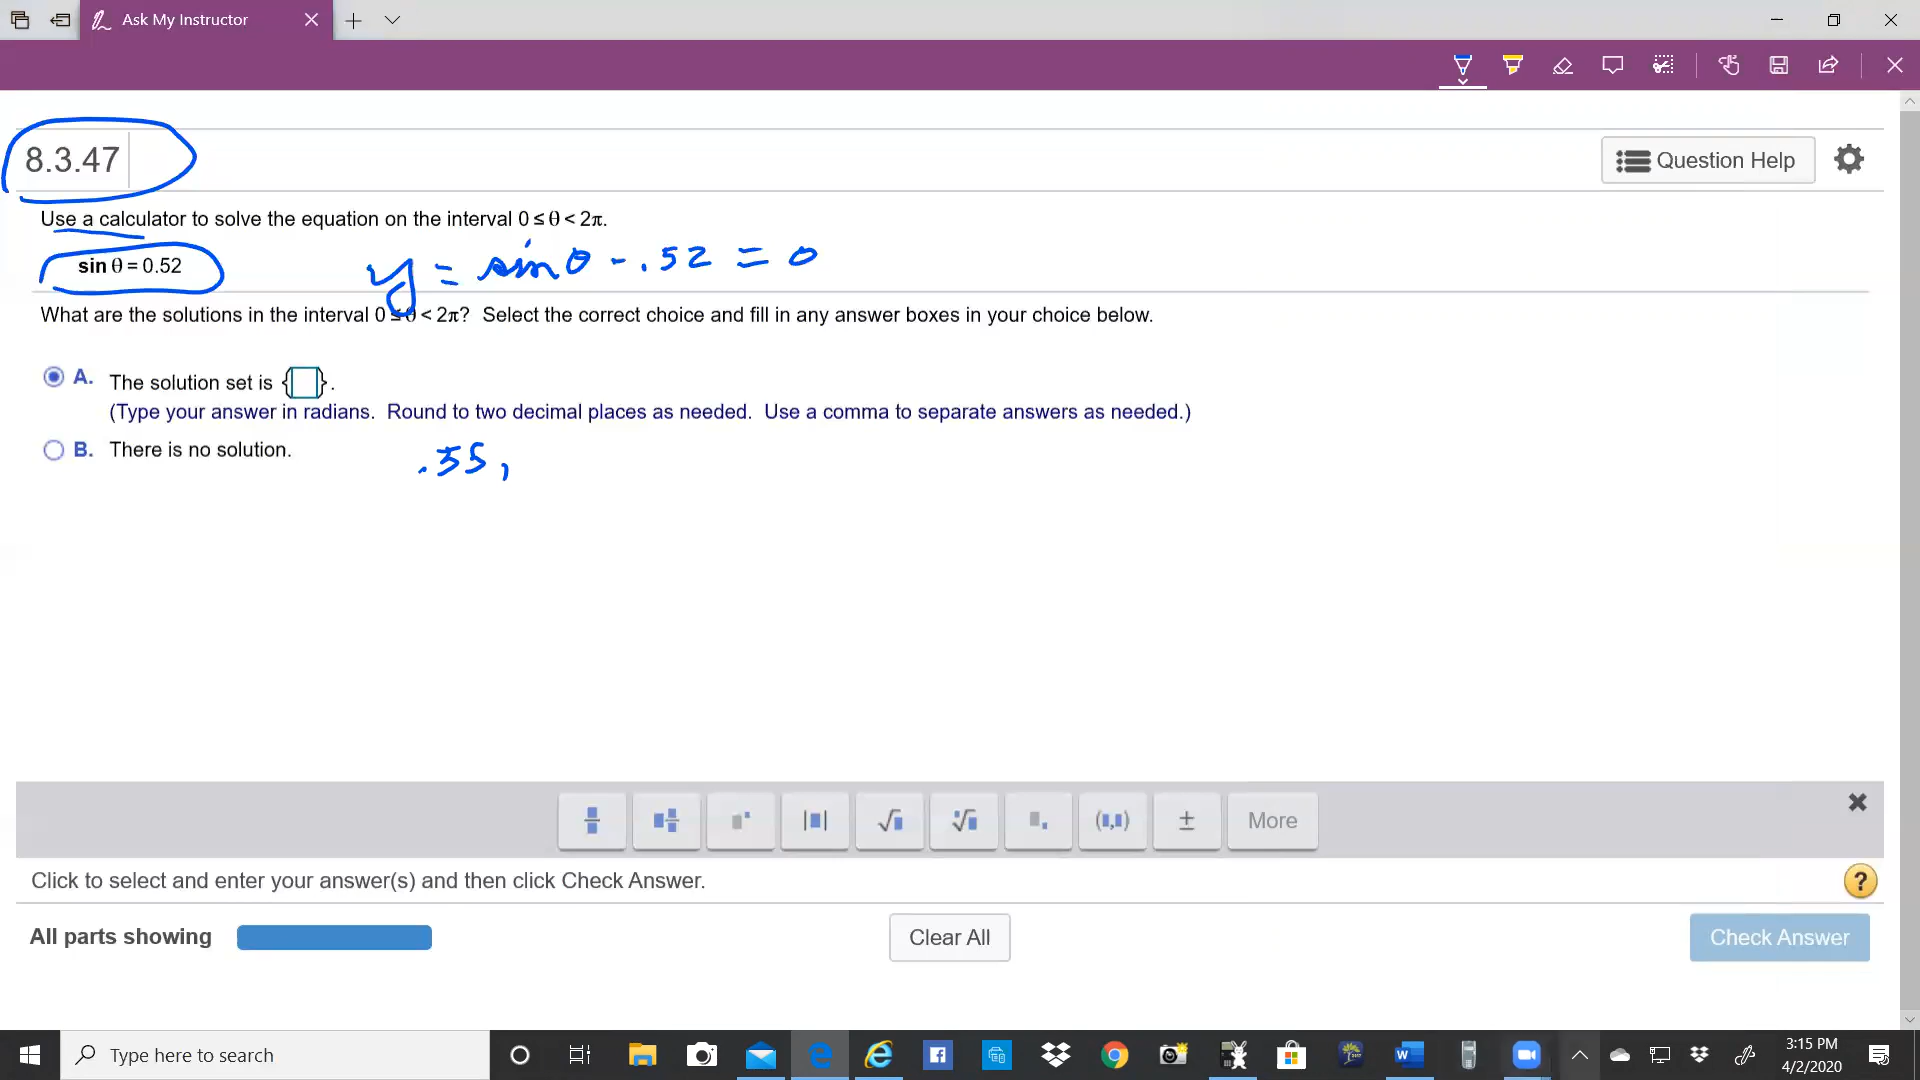 Ask My Instructor
8.3.47
Question Help
Use a calculator to solve the equation on the interval 0 ≤ θ < 2π.
sin θ = 0.52
y = sin θ - .52 = 0
What are the solutions in the interval 0 ≤ θ < 2π? Select the correct choice and fill in any answer boxes in your choice below.
A. The solution set is { }.
(Type your answer in radians. Round to two decimal places as needed. Use a comma to separate answers as needed.)
B. There is no solution.
.55,
More
Click to select and enter your answer(s) and then click Check Answer.
?
All parts showing
Clear All
Check Answer
Type here to search
3:15 PM
4/2/2020